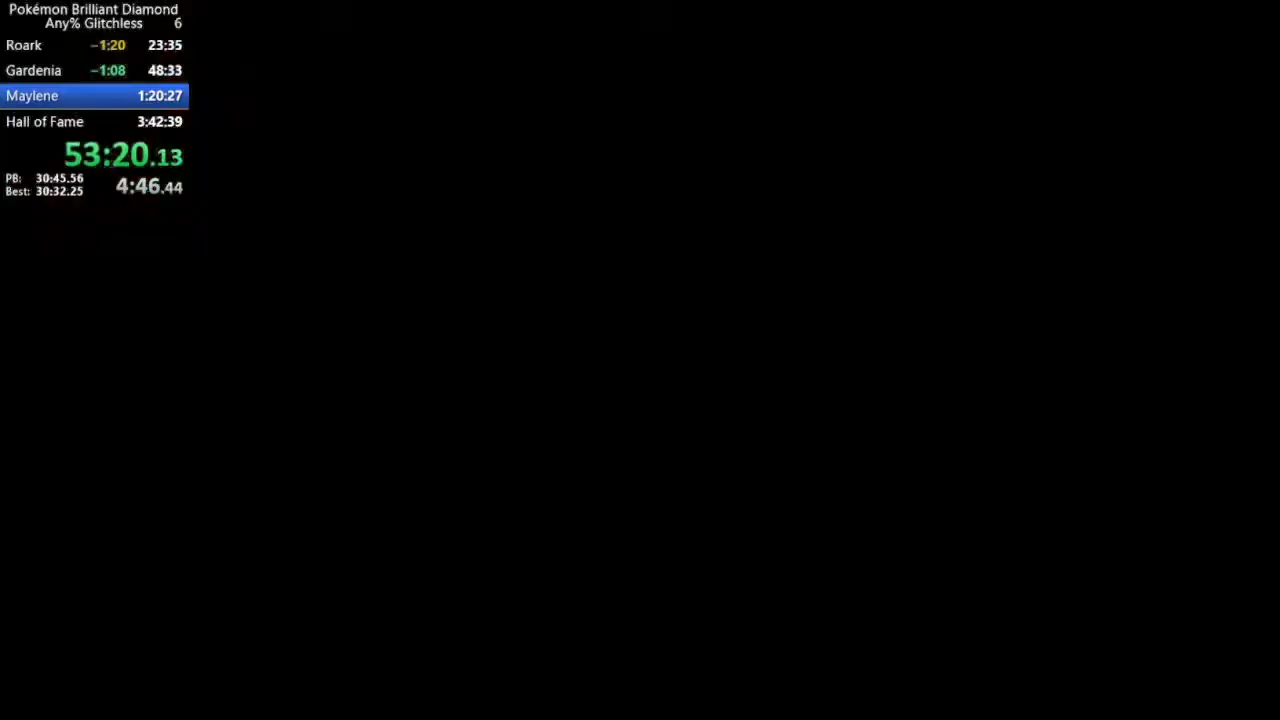 Pokémon Brilliant Diamond
Any% Glitchless 6
Roark −1:20 23:35
Gardenia −1:08 48:33
Maylene 1:20:27
Hall of Fame 3:42:39
53:20.13
PB: 30:45.56
Best: 30:32.25 4:46.44